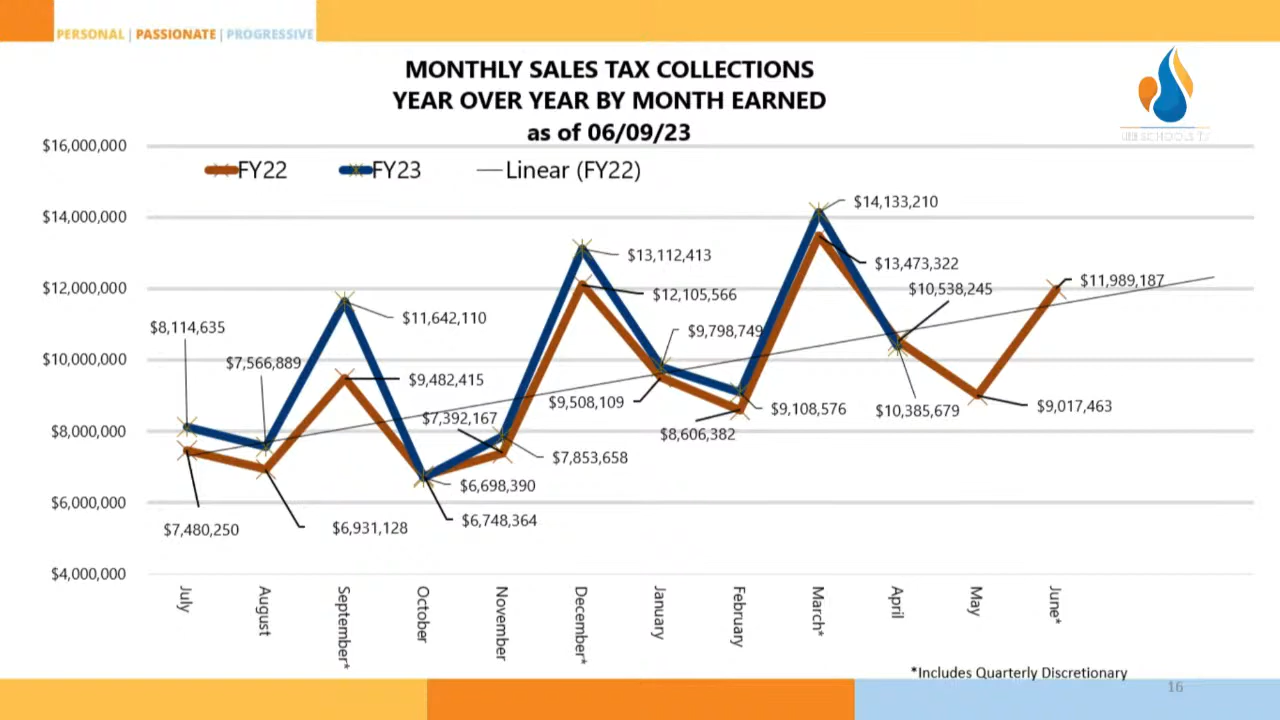 PERSONAL | PASSIONATE | PROGRESSIVE
MONTHLY SALES TAX COLLECTIONS
YEAR OVER YEAR BY MONTH EARNED
as of 06/09/23
FY22
FY23
Linear (FY22)
$16,000,000
$14,000,000
$12,000,000
$10,000,000
$8,000,000
$6,000,000
$4,000,000
$8,114,635
$7,566,889
$11,642,110
$9,482,415
$7,392,167
$7,853,658
$6,698,390
$6,748,364
$7,480,250
$6,931,128
$13,112,413
$12,105,566
$9,798,749
$9,508,109
$8,606,382
$9,108,576
$14,133,210
$13,473,322
$10,538,245
$10,385,679
$9,017,463
$11,989,187
July
August
September*
October
November
December*
January
February
March*
April
May
June*
*Includes Quarterly Discretionary
16